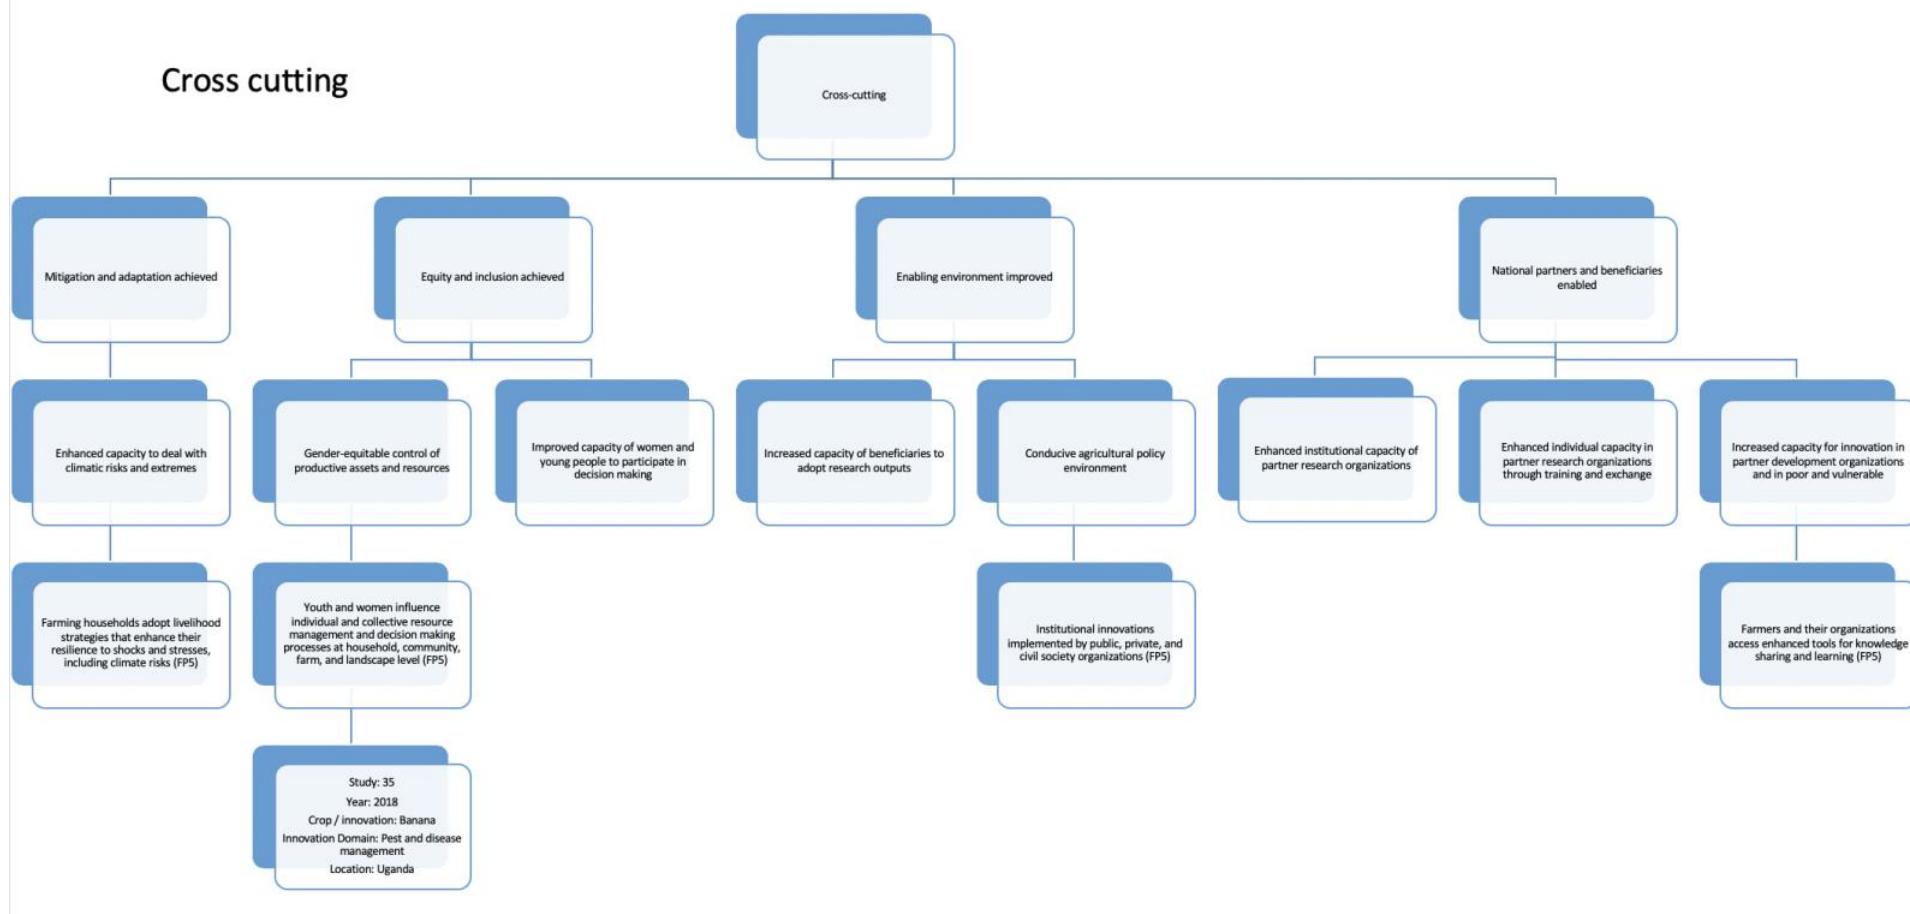 Cross cutting
Cross-cutting
Mitigation and adaptation achieved
Equity and inclusion achieved
Enabling environment improved
National partners and beneficiaries
enabled
Enhanced capacity to deal with
climatic risks and extremes
Gender-equitable control of
productive assets and resources
Improved capacity of women and
young people to participate in
decision making
Increased capacity of beneficiaries to
adopt research outputs
Conducive agricultural policy
environment
Enhanced institutional capacity of
partner research organizations
Enhanced individual capacity in
partner research organizations
through training and exchange
Increased capacity for innovation in
partner development organizations
and in poor and vulnerable
Farming households adopt livelihood
strategies that enhance their
resilience to shocks and stresses,
including climate risks (FP5)
Youth and women influence
individual and collective resource
management and decision making
processes at household, community,
farm, and landscape level (FP5)
Institutional innovations
implemented by public, private, and
civil society organizations (FP5)
Farmers and their organizations
access enhanced tools for knowledge
sharing and learning (FP5)
Study: 35
Year: 2018
Crop / innovation: Banana
Innovation Domain: Pest and disease
management
Location: Uganda